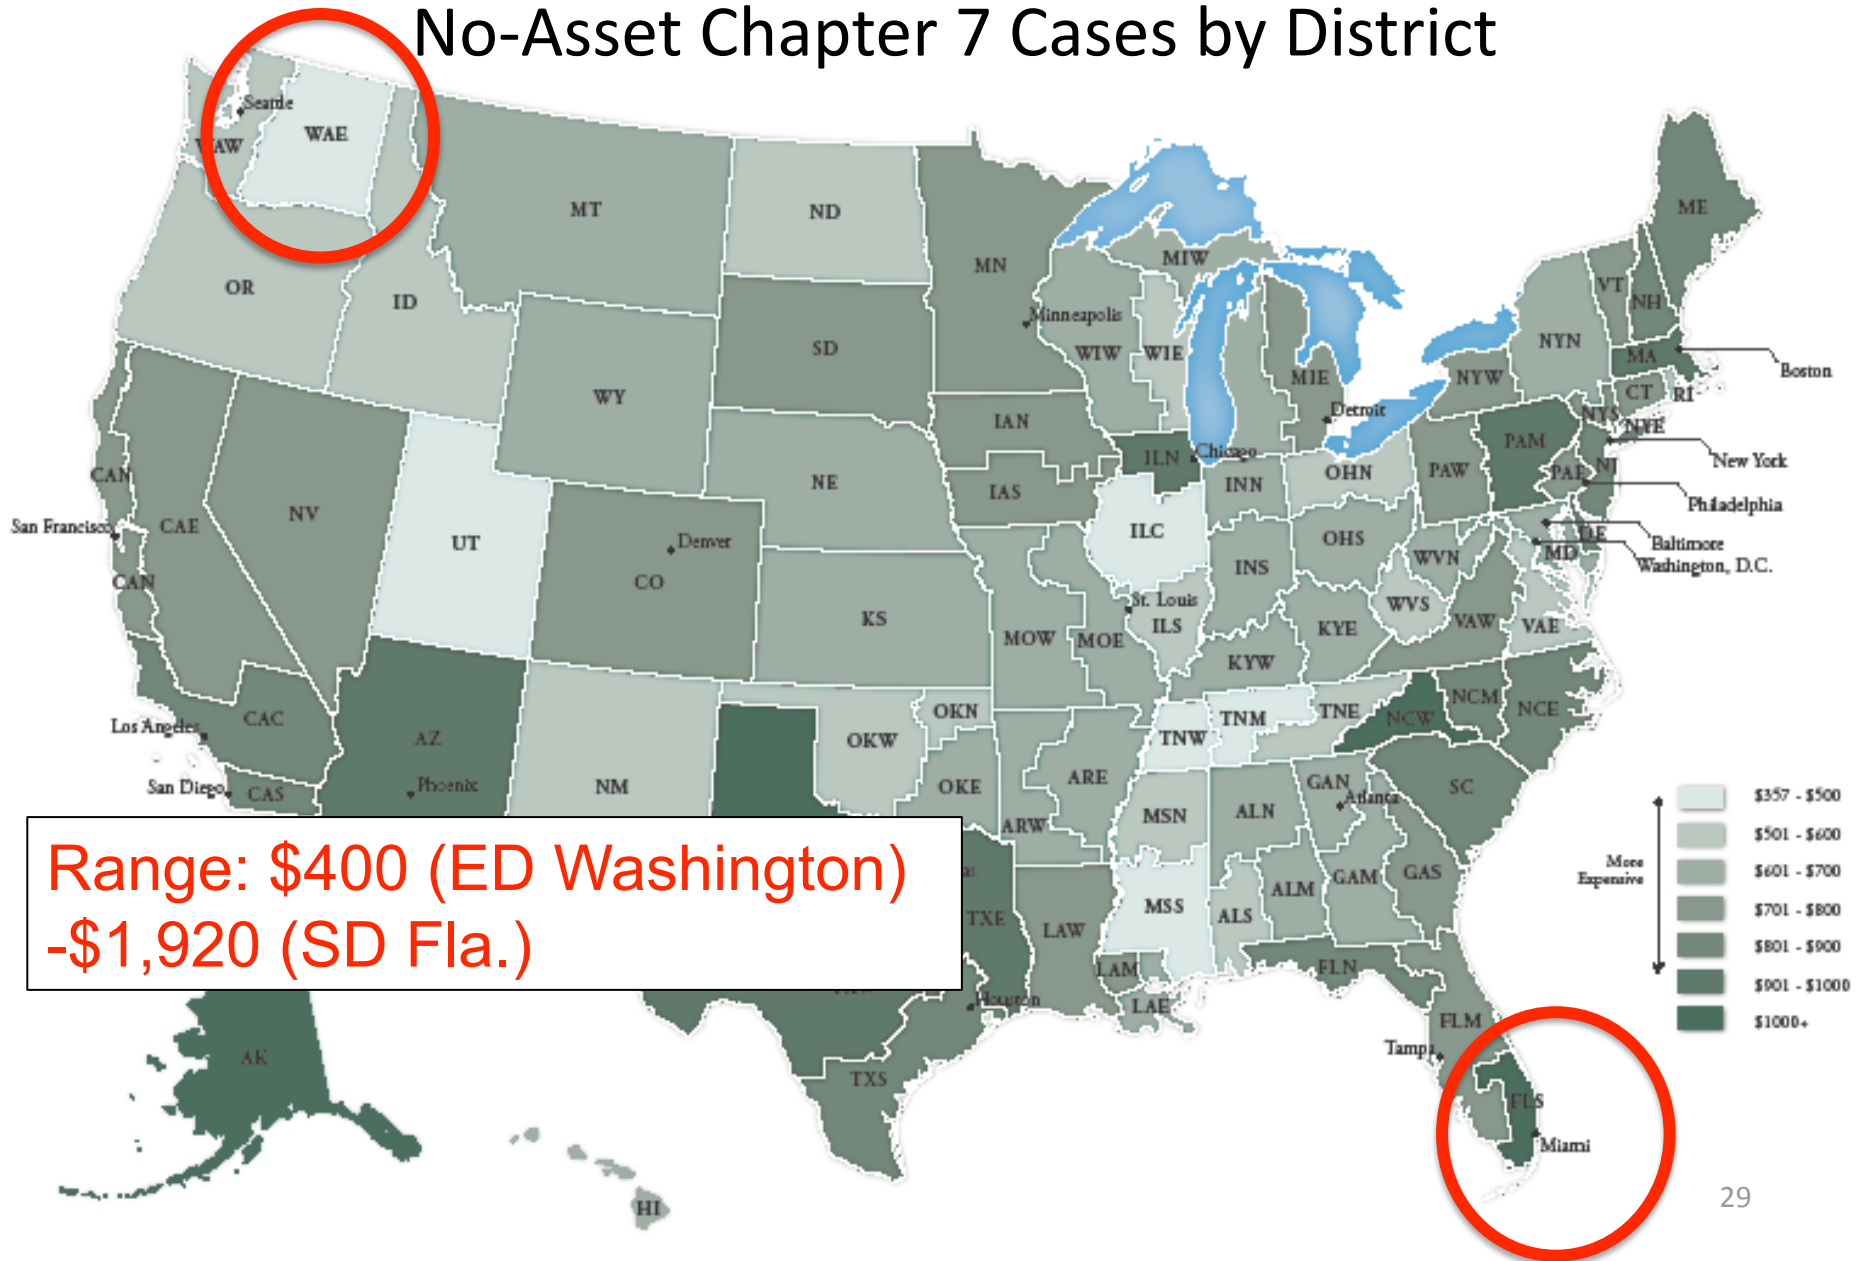 No-Asset Chapter 7 Cases by District
Seattle
WAW
WAE
MT
ND
MN
ME
OR
ID
MIW
VT
NH
Minneapolis
SD
WIW
WIE
MIE
NYN
MA
Boston
WY
NYW
CT
RI
Detroit
NYS
NYE
IAN
PAM
CAN
ILN
Chicago
OHN
PAW
PAE
NJ
New York
NE
IAS
INN
Philadelphia
San Francisco
CAE
NV
UT
Denver
ILC
OHS
DE
Baltimore
MD
Washington, D.C.
WVN
CAN
CO
INS
St. Louis
WVS
KS
ILS
VAW
VAE
MOW
MOE
KYE
KYW
Los Angeles
CAC
AZ
OKN
TNM
TNE
NCW
NCM
NCE
OKW
TNW
San Diego
CAS
Phoenix
NM
OKE
ARE
GAN
Atlanta
SC
ARW
MSN
ALN
$357 - $500
$501 - $600
More
Expensive
$601 - $700
$701 - $800
$801 - $900
$901 - $1000
$1000+
Range: $400 (ED Washington)
-$1,920 (SD Fla.)
as
TXE
LAW
MSS
ALS
ALM
GAM
GAS
LAM
FLN
Houston
LAE
FLM
Tampa
AK
TXS
FLS
Miami
HI
29